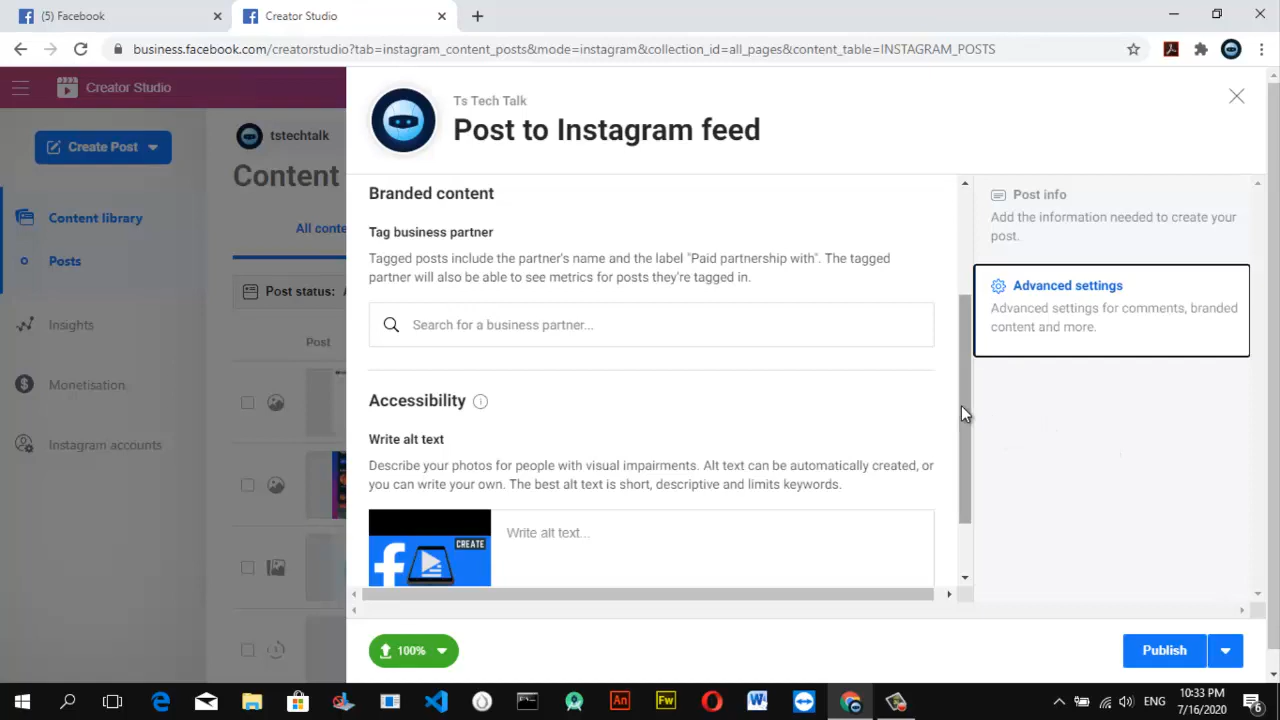 (5) Facebook
Creator Studio
business.facebook.com/creatorstudio?tab=instagram_content_posts&mode=instagram&collection_id=all_pages&content_table=INSTAGRAM_POSTS
Creator Studio
Create Post
Content library
Posts
Insights
Monetisation
Instagram accounts
tstechtalk
Content
All conte
Post status:
Post
Ts Tech Talk
Post to Instagram feed
Branded content
Tag business partner
Tagged posts include the partner's name and the label "Paid partnership with". The tagged
partner will also be able to see metrics for posts they're tagged in.
Search for a business partner...
Accessibility
Write alt text
Describe your photos for people with visual impairments. Alt text can be automatically created, or
you can write your own. The best alt text is short, descriptive and limits keywords.
CREATE
Write alt text...
Post info
Add the information needed to create your
post.
Advanced settings
Advanced settings for comments, branded
content and more.
100%
Publish
An
Fw
ENG
10:33 PM
7/16/2020
6